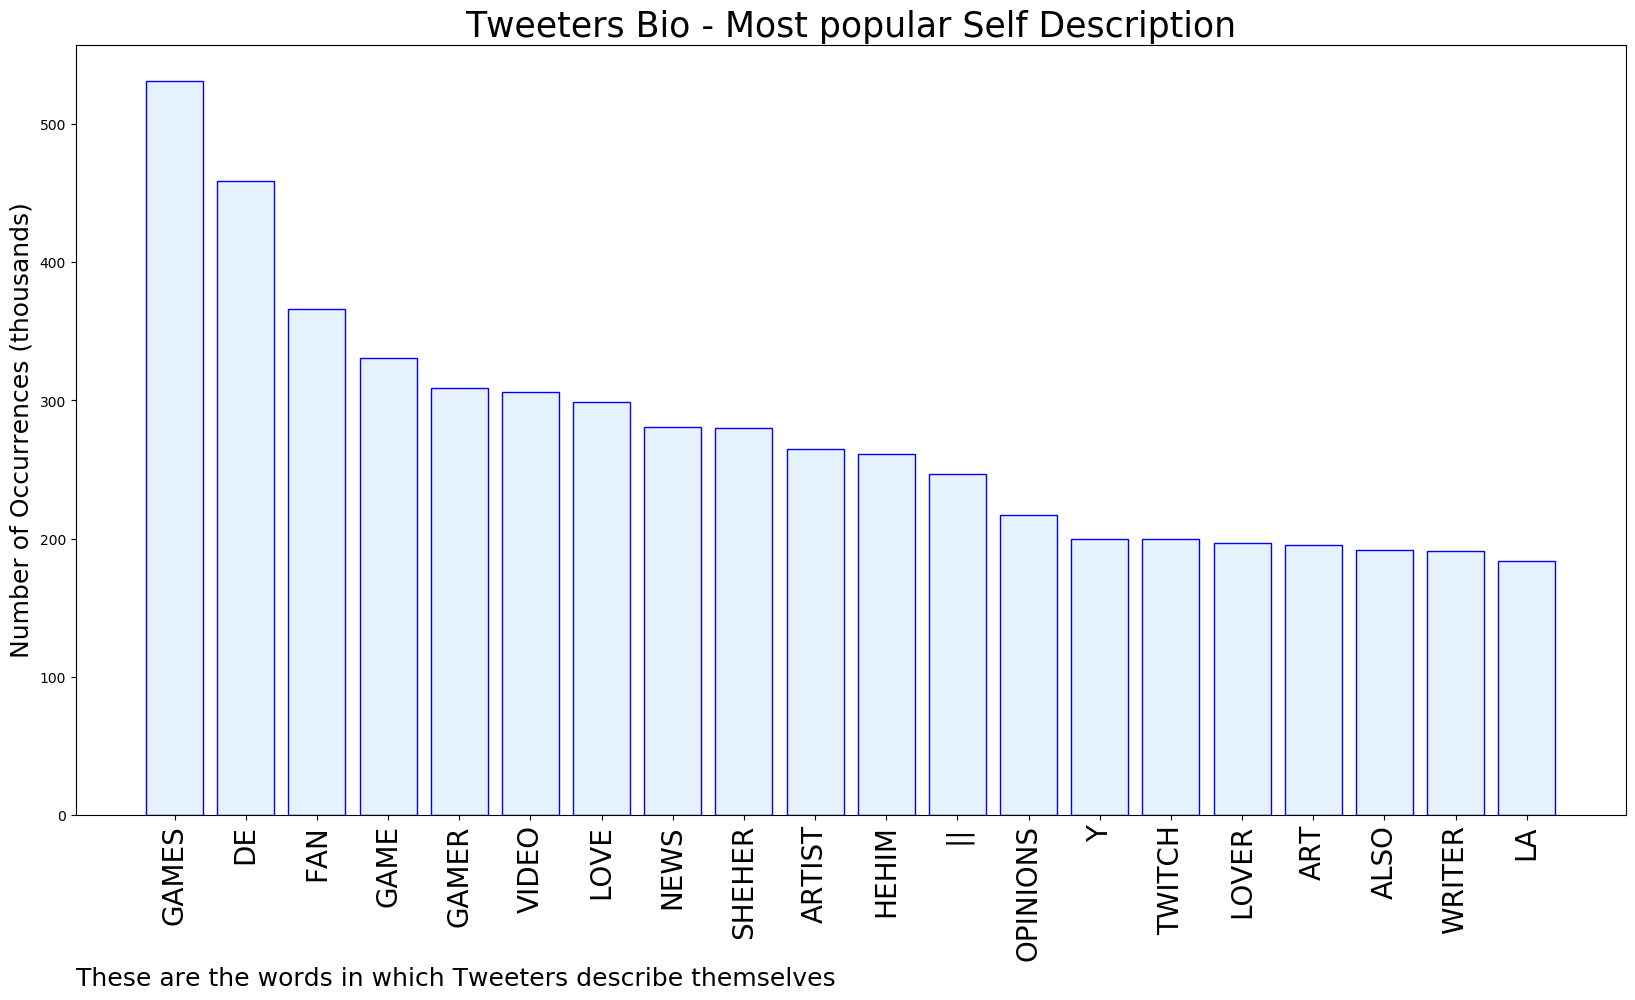 Tweeters Bio - Most popular Self Description
Number of Occurrences (thousands)
500
400
300
200
100
0
GAMES
DE
FAN
GAME
GAMER
VIDEO
LOVE
NEWS
SHEHER
ARTIST
HEHIM
||
OPINIONS
Y
TWITCH
LOVER
ART
ALSO
WRITER
LA
These are the words in which Tweeters describe themselves